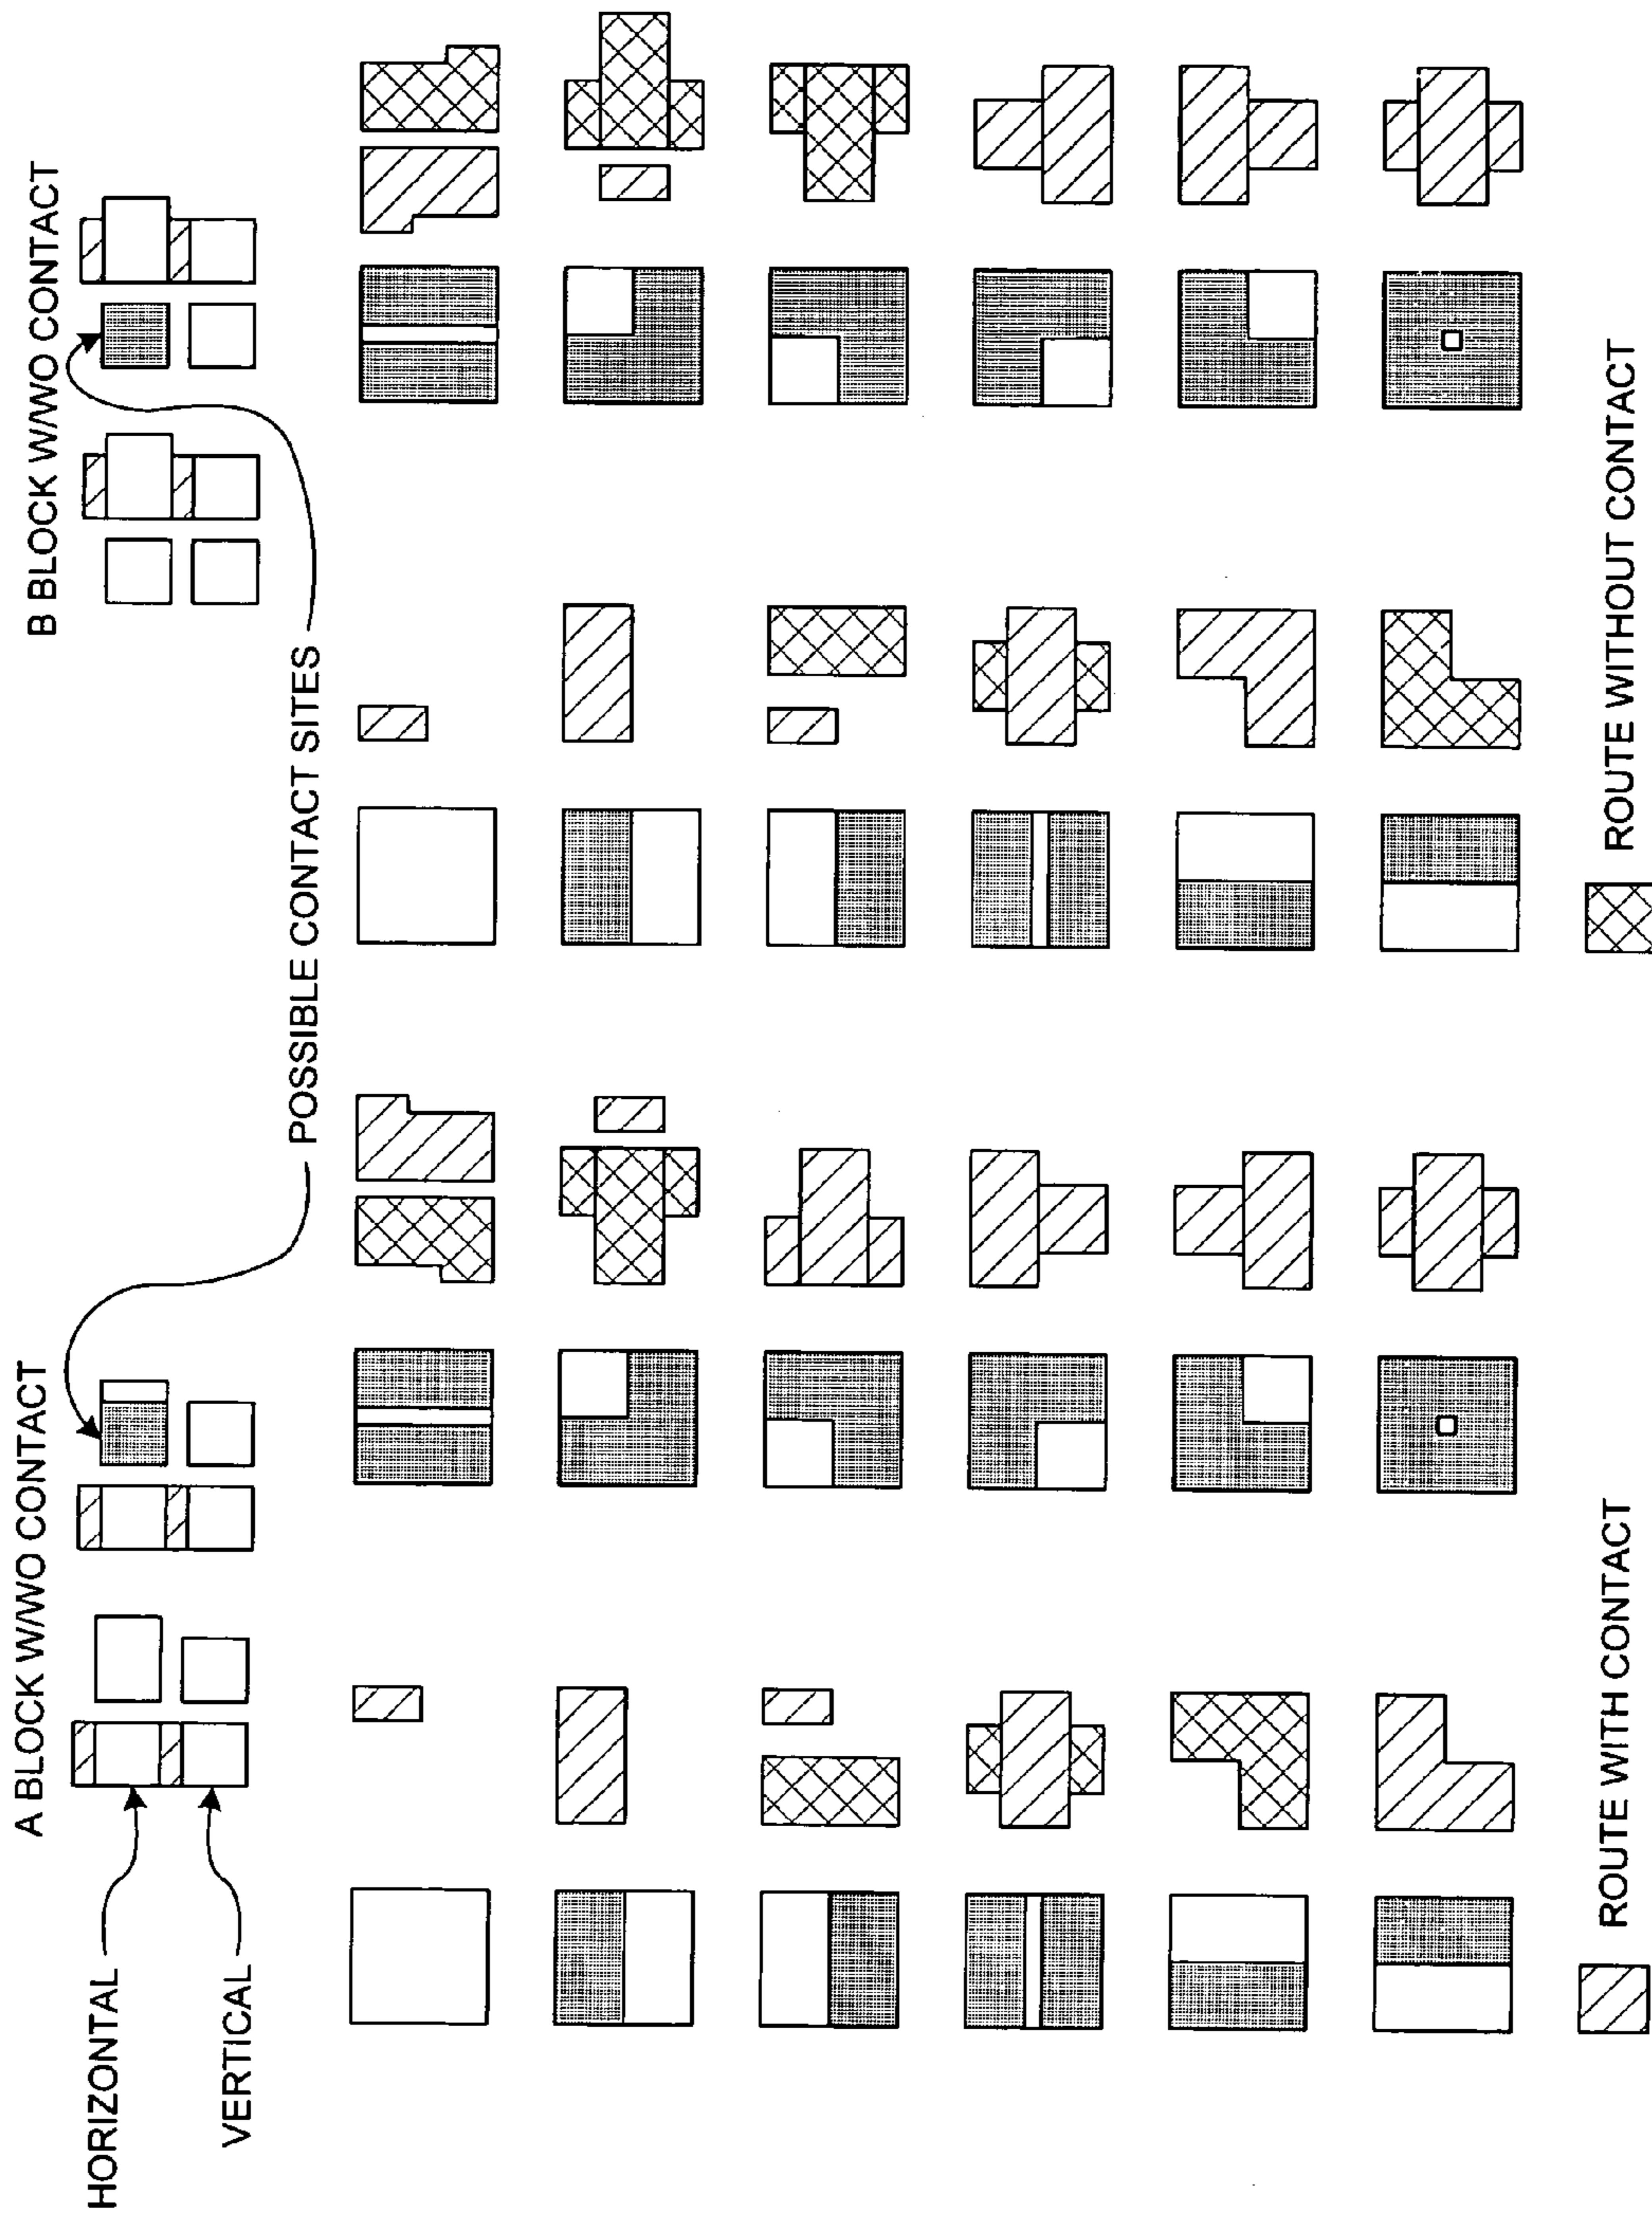 A BLOCK W/WO CONTACT
B BLOCK W/WO CONTACT
HORIZONTAL
VERTICAL
POSSIBLE CONTACT SITES
ROUTE WITH CONTACT
ROUTE WITHOUT CONTACT